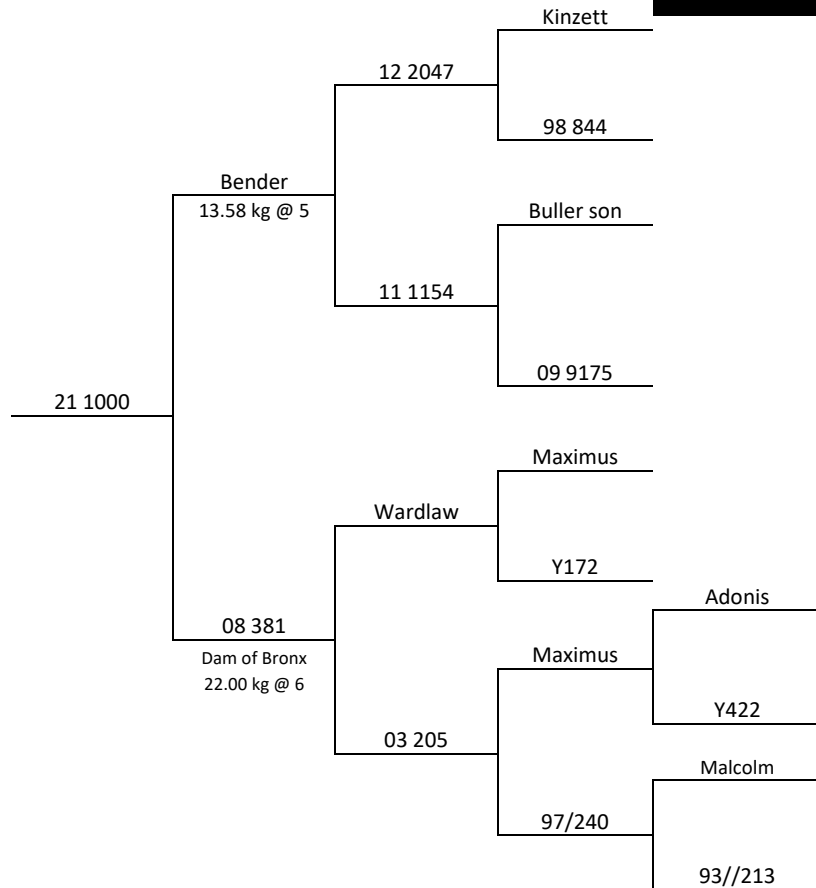 Kinzett
12 2047
98 844
Bender
13.58 kg @ 5
Buller son
11 1154
09 9175
21 1000
Maximus
Wardlaw
Y172
Adonis
08 381
Dam of Bronx
22.00 kg @ 6
Maximus
Y422
03 205
Malcolm
97/240
93//213